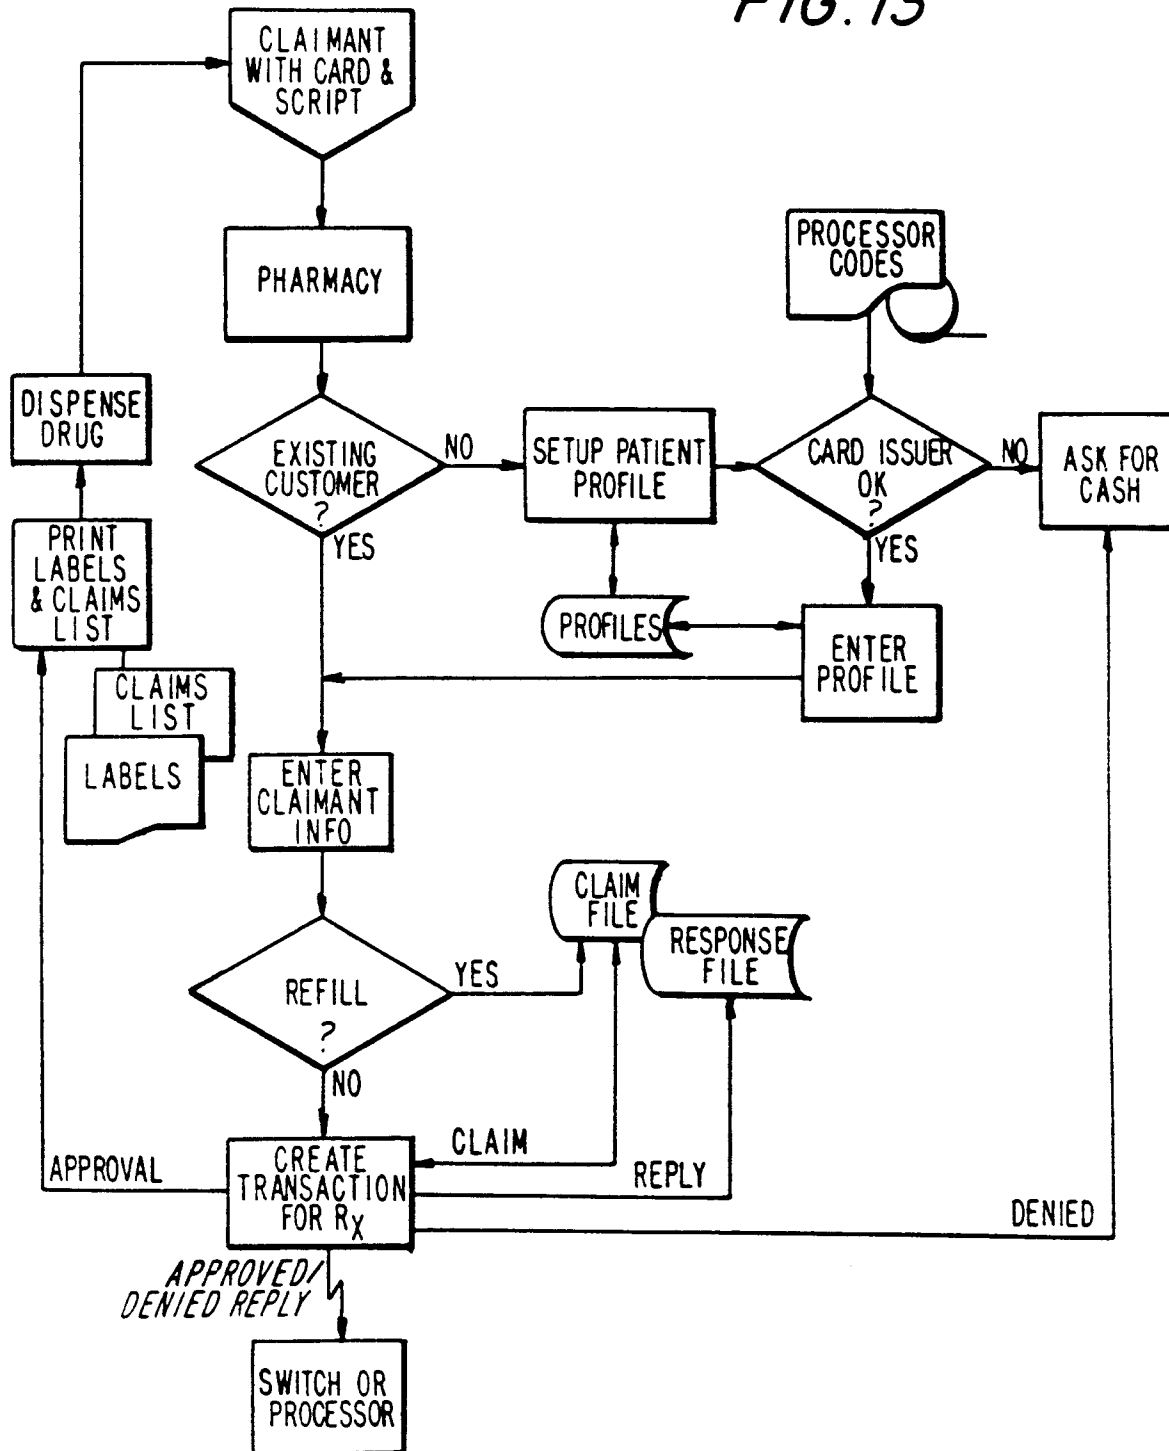 FIG. 13
CLAIMANT
WITH CARD &
SCRIPT
PHARMACY
PROCESSOR
CODES
DISPENSE
DRUG
EXISTING
CUSTOMER
?
NO
YES
SETUP PATIENT
PROFILE
CARD ISSUER
OK
?
NO
YES
ASK FOR
CASH
PRINT
LABELS
& CLAIMS
LIST
PROFILES
ENTER
PROFILE
CLAIMS
LIST
LABELS
ENTER
CLAIMANT
INFO
CLAIM
FILE
RESPONSE
FILE
REFILL
?
YES
NO
CLAIM
REPLY
APPROVAL
CREATE
TRANSACTION
FOR RX
DENIED
APPROVED/
DENIED REPLY
SWITCH OR
PROCESSOR